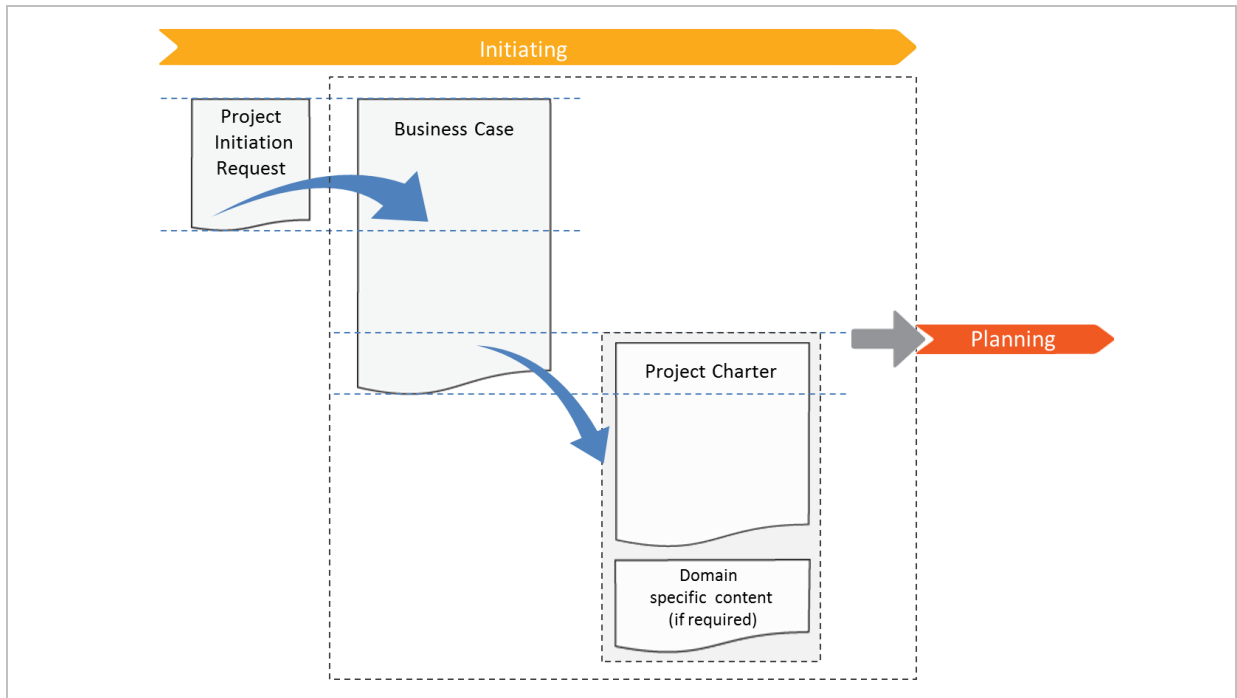 Initiating
Project
Initiation
Request
Business Case
Planning
Project Charter
Domain
specific content
(if required)